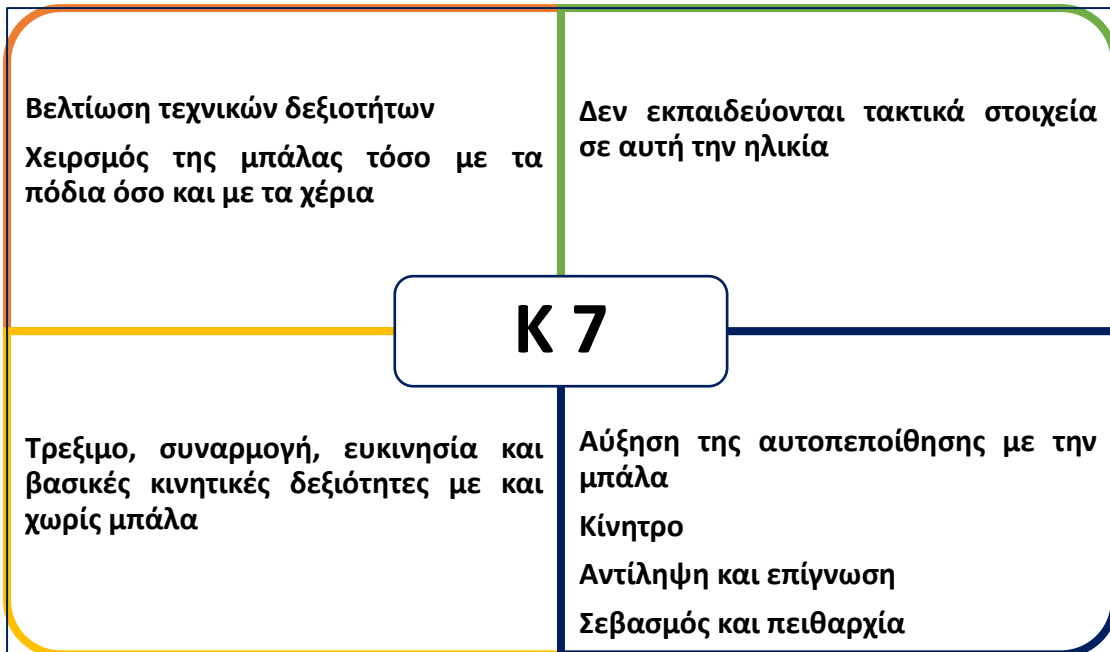 Βελτίωση τεχνικών δεξιοτήτων
Χειρσμός της μπάλας τόσο με τα
πόδια όσο και με τα χέρια
Δεν εκπαιδεύονται τακτικά στοιχεία
σε αυτή την ηλικία
Κ 7
Τρεξιμο, συναρμογή, ευκινησία και
βασικές κινητικές δεξιότητες με και
χωρίς μπάλα
Αύξηση της αυτοπεποίθησης με την
μπάλα
Κίνητρο
Αντίληψη και επίγνωση
Σεβασμός και πειθαρχία